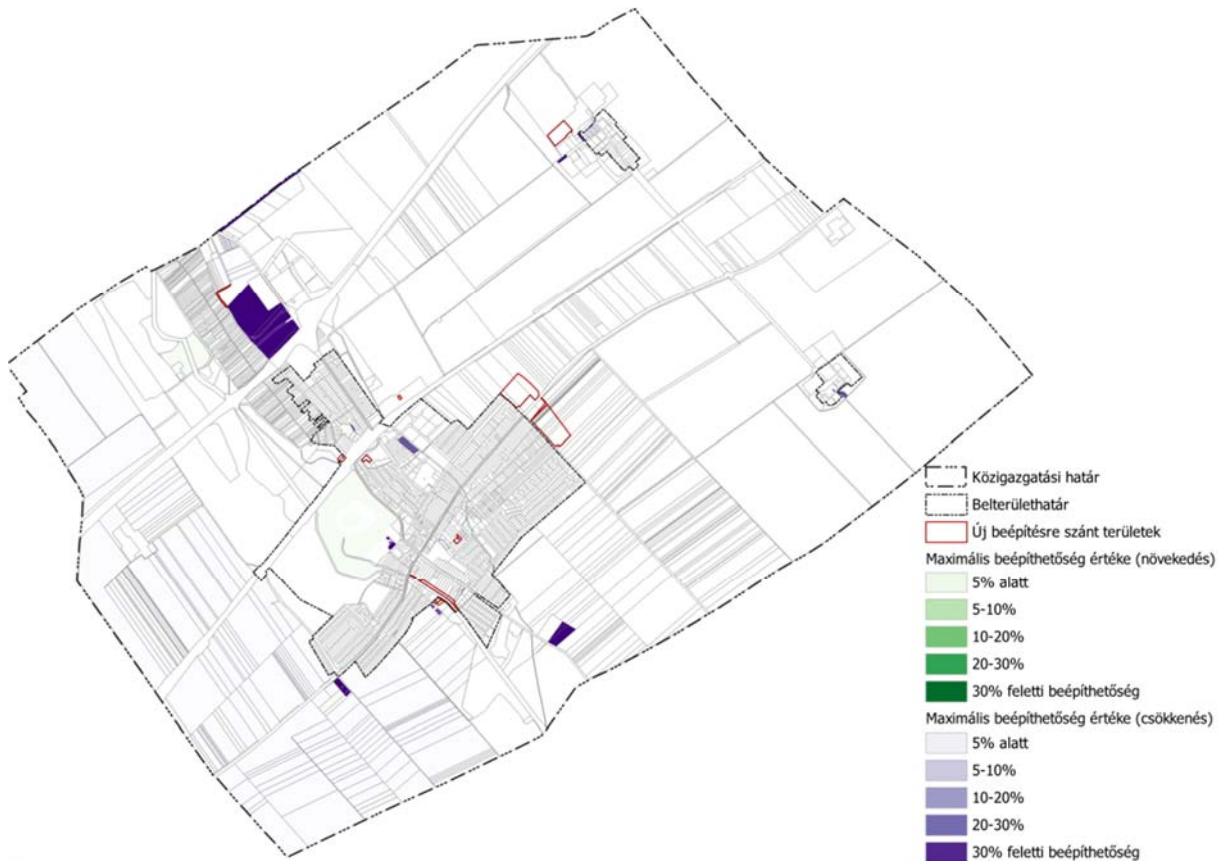 Közigazgatási határ
Belterülethatár
Új beépítésre szánt területek
Maximális beépíthetőség értéke (növekedés)
5% alatt
5-10%
10-20%
20-30%
30% feletti beépíthetőség
Maximális beépíthetőség értéke (csökkenés)
5% alatt
5-10%
10-20%
20-30%
30% feletti beépíthetőség